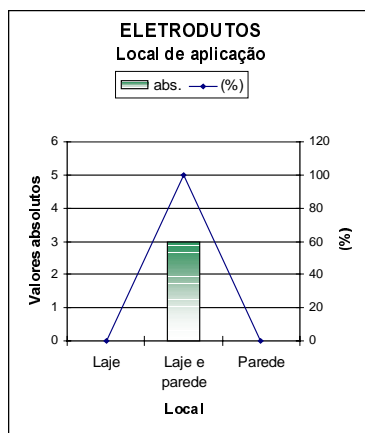 ELETRODUTOS
Local de aplicação
abs. (%)
Valores absolutos
6
5
4
3
2
1
0
120
100
80
60
40
20
0
(%)
Laje
Laje e
parede
Parede
Local